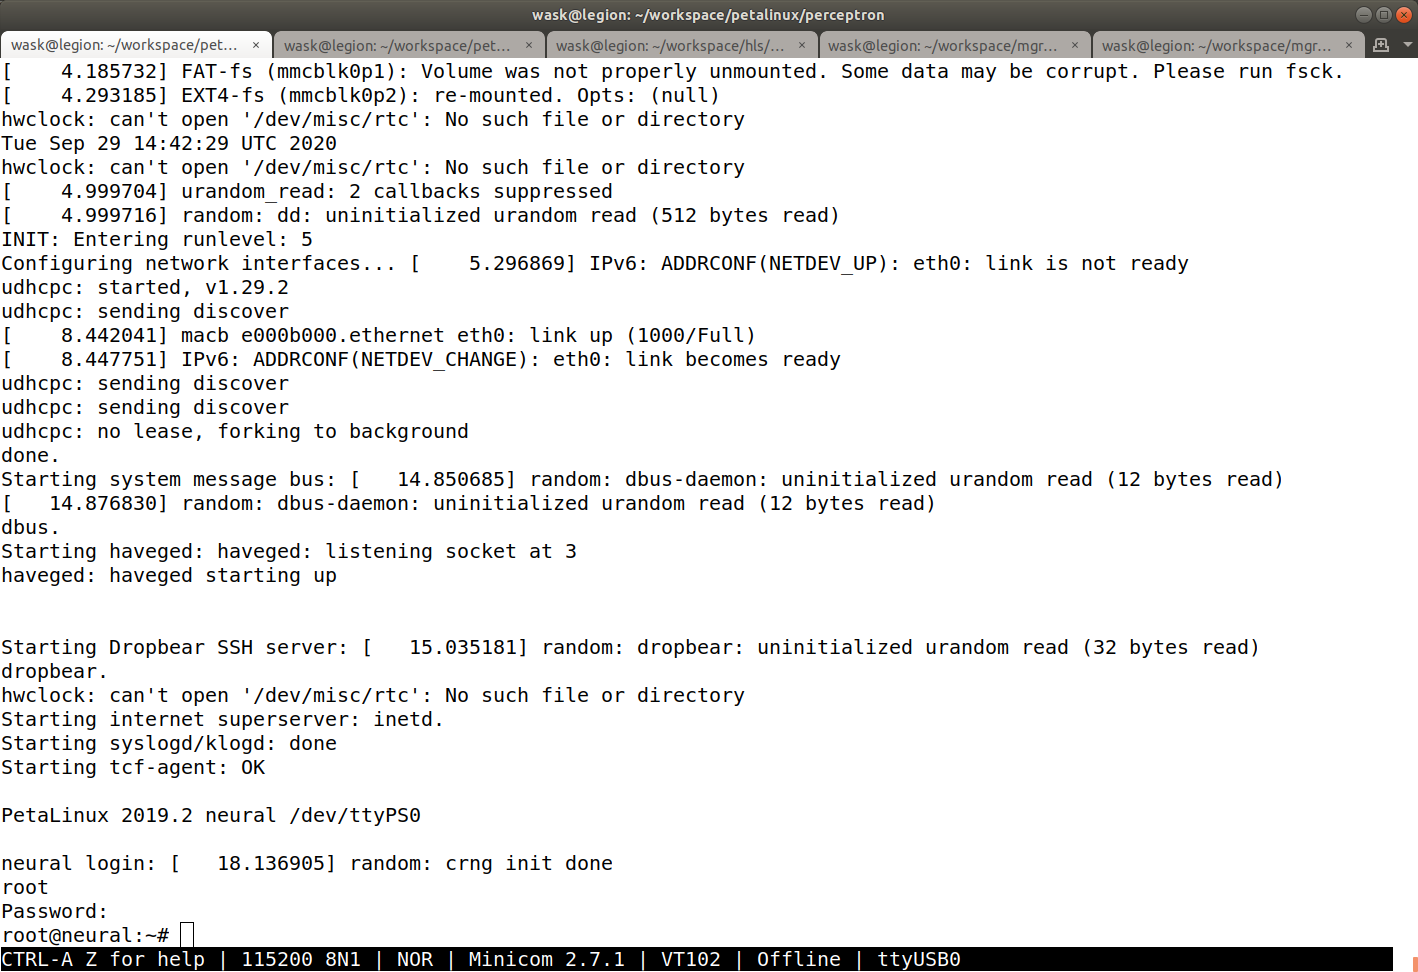 wask@legion: ~/workspace/petalinux/perceptron
wask@legion: ~/workspace/pet... × wask@legion: ~/workspace/pet... × wask@legion: ~/workspace/hls/... × wask@legion: ~/workspace/mgr... × wask@legion: ~/workspace/mgr... ×
[    4.185732] FAT-fs (mmcblk0p1): Volume was not properly unmounted. Some data may be corrupt. Please run fsck.
[    4.293185] EXT4-fs (mmcblk0p2): re-mounted. Opts: (null)
hwclock: can't open '/dev/misc/rtc': No such file or directory
Tue Sep 29 14:42:29 UTC 2020
hwclock: can't open '/dev/misc/rtc': No such file or directory
[    4.999704] urandom_read: 2 callbacks suppressed
[    4.999716] random: dd: uninitialized urandom read (512 bytes read)
INIT: Entering runlevel: 5
Configuring network interfaces... [    5.296869] IPv6: ADDRCONF(NETDEV_UP): eth0: link is not ready
udhcpc: started, v1.29.2
udhcpc: sending discover
[    8.442041] macb e000b000.ethernet eth0: link up (1000/Full)
[    8.447751] IPv6: ADDRCONF(NETDEV_CHANGE): eth0: link becomes ready
udhcpc: sending discover
udhcpc: sending discover
udhcpc: no lease, forking to background
done.
Starting system message bus: [   14.850685] random: dbus-daemon: uninitialized urandom read (12 bytes read)
[   14.876830] random: dbus-daemon: uninitialized urandom read (12 bytes read)
dbus.
Starting haveged: haveged: listening socket at 3
haveged: haveged starting up
Starting Dropbear SSH server: [   15.035181] random: dropbear: uninitialized urandom read (32 bytes read)
dropbear.
hwclock: can't open '/dev/misc/rtc': No such file or directory
Starting internet superserver: inetd.
Starting syslogd/klogd: done
Starting tcf-agent: OK
PetaLinux 2019.2 neural /dev/ttyPS0
neural login: [   18.136905] random: crng init done
root
Password:
root@neural:~#
CTRL-A Z for help | 115200 8N1 | NOR | Minicom 2.7.1 | VT102 | Offline | ttyUSB0